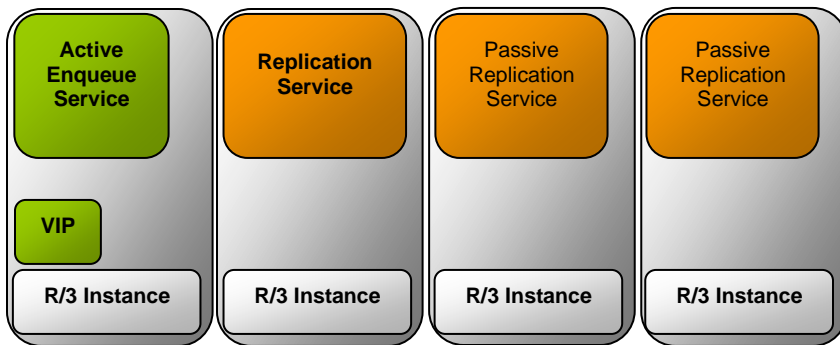 Active
Enqueue
Service
Replication
Service
Passive
Replication
Service
Passive
Replication
Service
VIP
R/3 Instance
R/3 Instance
R/3 Instance
R/3 Instance